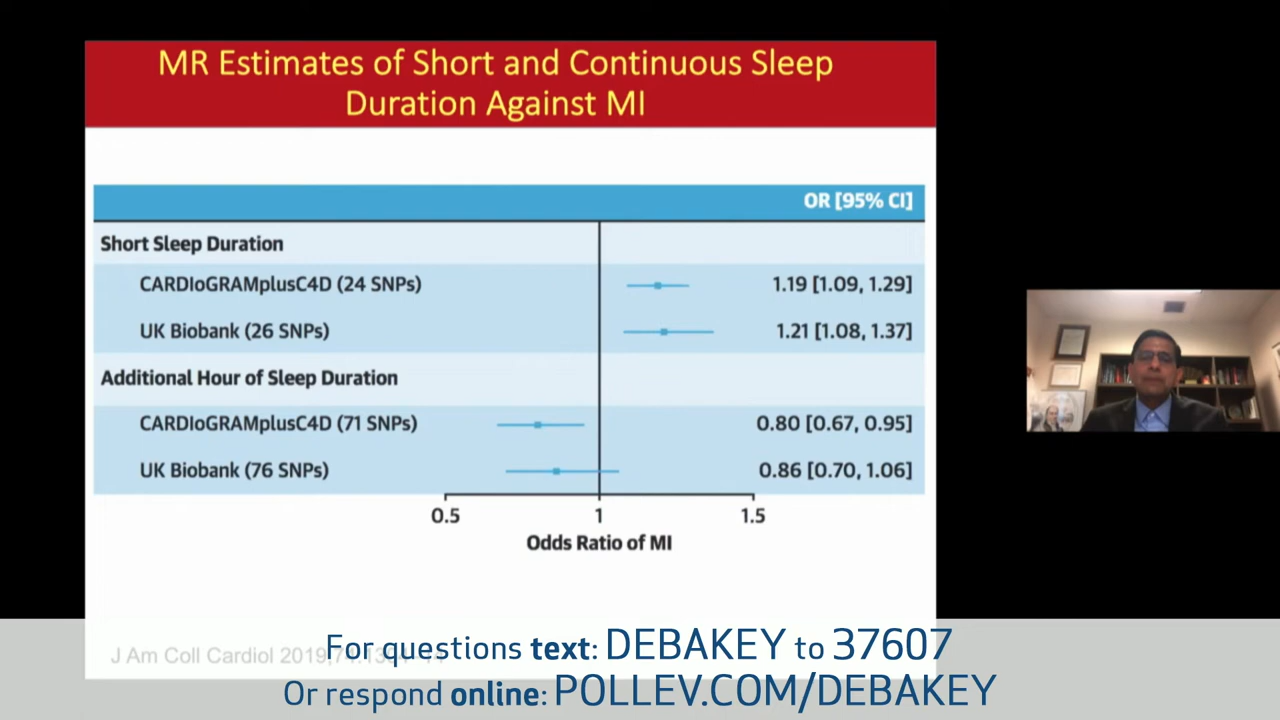 MR Estimates of Short and Continuous Sleep
Duration Against MI
OR [95% CI]
Short Sleep Duration
CARDIoGRAMplusC4D (24 SNPs) 1.19 [1.09, 1.29]
UK Biobank (26 SNPs) 1.21 [1.08, 1.37]
Additional Hour of Sleep Duration
CARDIoGRAMplusC4D (71 SNPs) 0.80 [0.67, 0.95]
UK Biobank (76 SNPs) 0.86 [0.70, 1.06]
0.5 1 1.5
Odds Ratio of MI
J Am Coll Cardiol
For questions text: DEBAKEY to 37607
Or respond online: POLLEV.COM/DEBAKEY